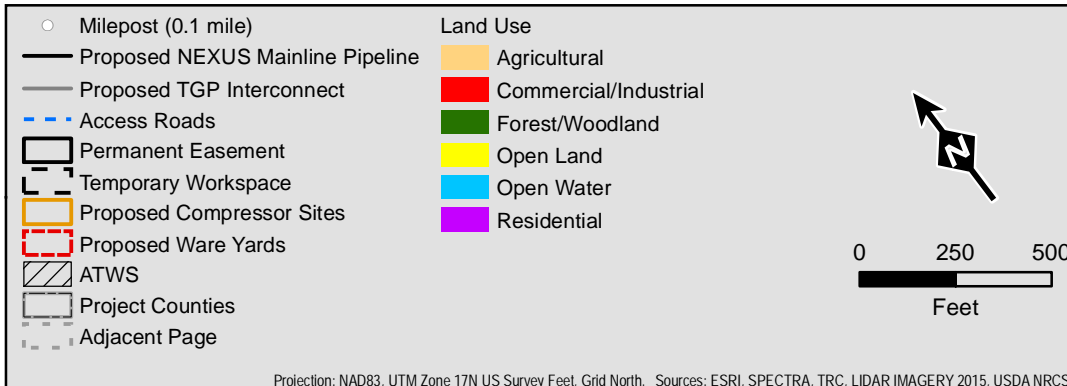 Milepost (0.1 mile)
Proposed NEXUS Mainline Pipeline
Proposed TGP Interconnect
Access Roads
Permanent Easement
Temporary Workspace
Proposed Compressor Sites
Proposed Ware Yards
ATWS
Project Counties
Adjacent Page
Land Use
Agricultural
Commercial/Industrial
Forest/Woodland
Open Land
Open Water
Residential
N
0 250 500
Feet
Projection: NAD83, UTM Zone 17N US Survey Feet, Grid North. Sources: ESRI, SPECTRA, TRC, LIDAR IMAGERY 2015, USDA NRCS